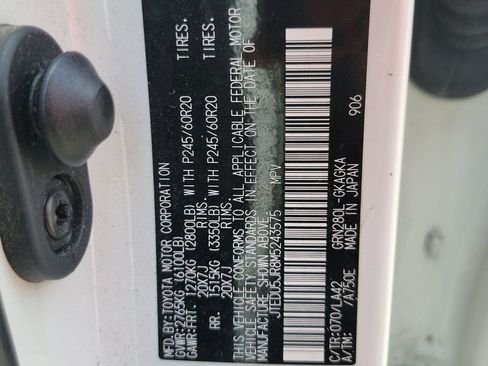 MFD.BY:TOYOTA MOTOR CORPORATION
GVWR:2765KG (6100LB)
GAWR:FRT. 1270KG (2800LB) WITH P245/60R20 TIRES.
20X7J RIMS.
RR. 1515KG (3350LB) WITH P245/60R20 TIRES.
20X7J RIMS.
THIS VEHICLE CONFORMS TO ALL APPLICABLE FEDERAL MOTOR
VEHICLE SAFETY STANDARDS IN EFFECT ON THE DATE OF
MANUFACTURE SHOWN ABOVE.
JTEDU5JR8M5243575 MPV
C/TR:070/LA42 GRN280L-GKAGKA
A/TM: A750E MADE IN JAPAN
906